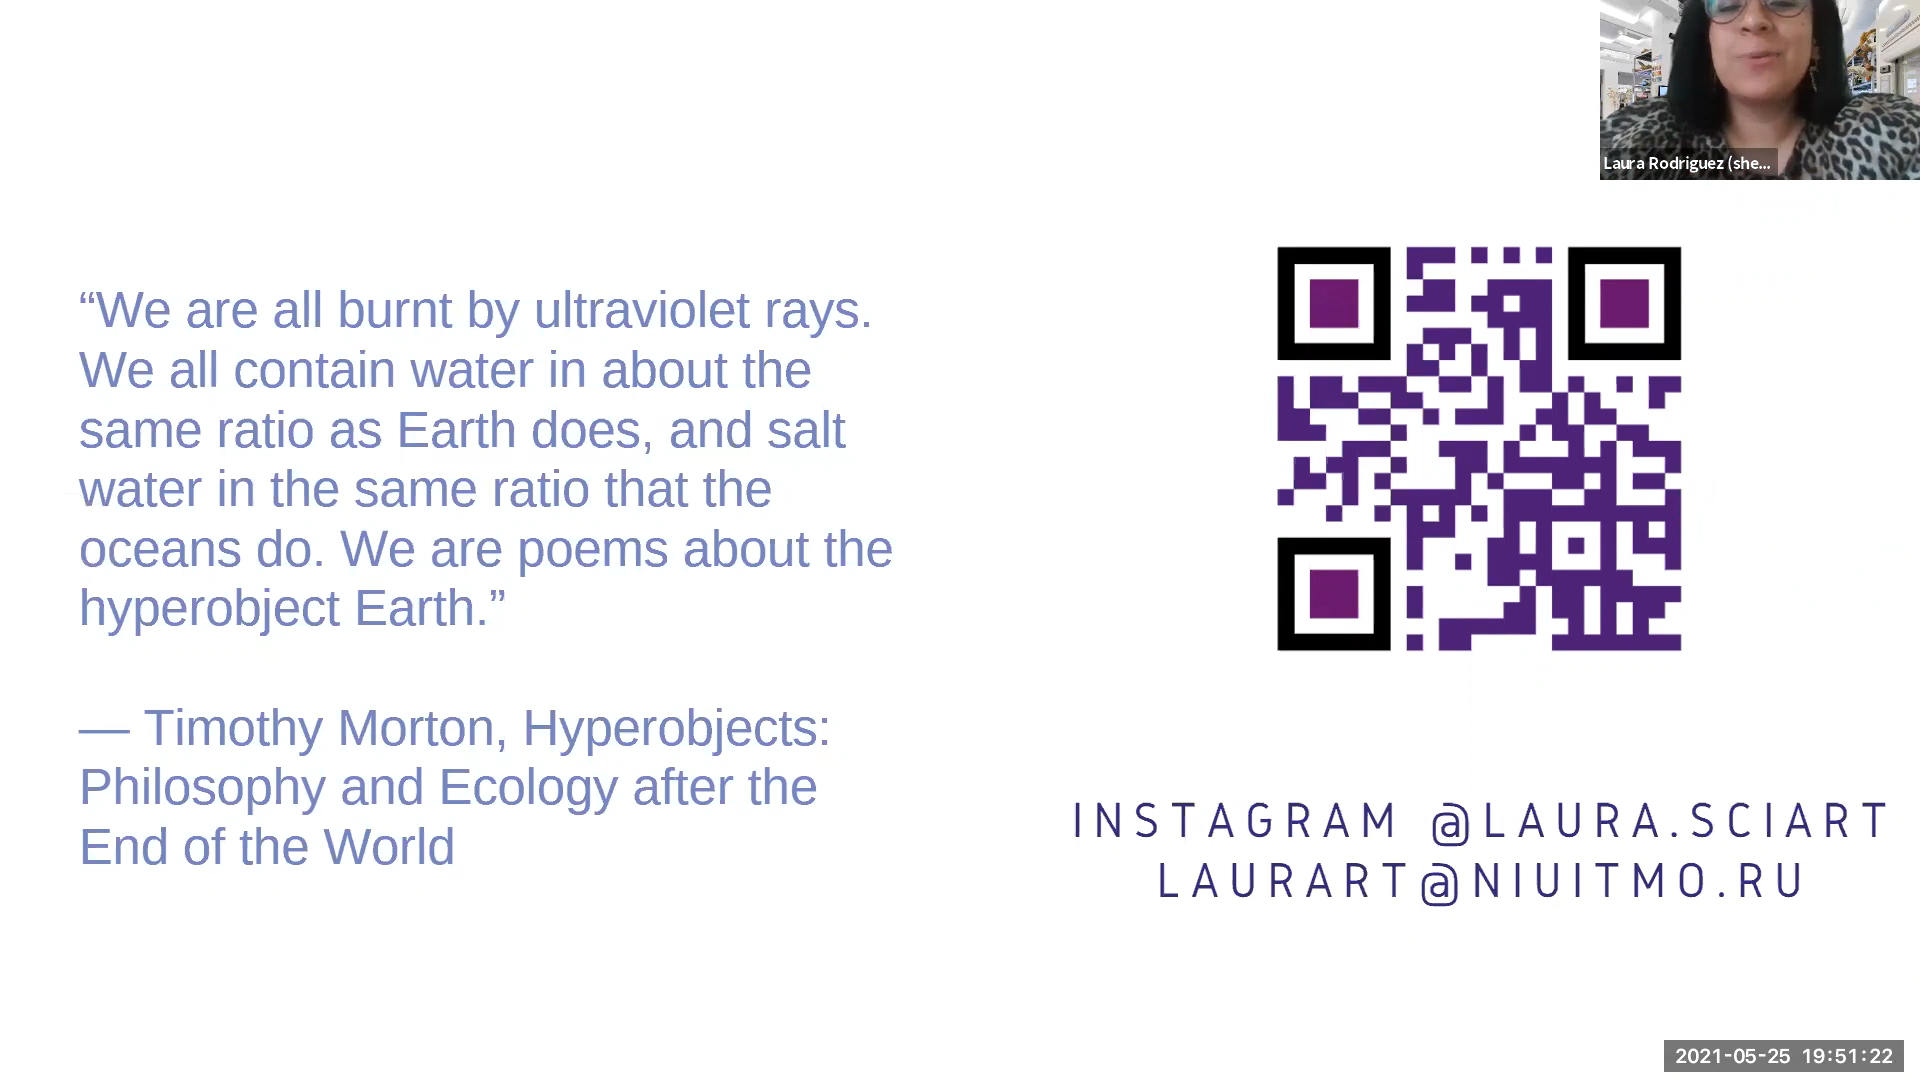 Laura Rodriguez (she...
“We are all burnt by ultraviolet rays.
We all contain water in about the
same ratio as Earth does, and salt
water in the same ratio that the
oceans do. We are poems about the
hyperobject Earth.”
— Timothy Morton, Hyperobjects:
Philosophy and Ecology after the
End of the World
INSTAGRAM @LAURA.SCIART
LAURART@NIUITMO.RU
2021-05-25 19:51:22